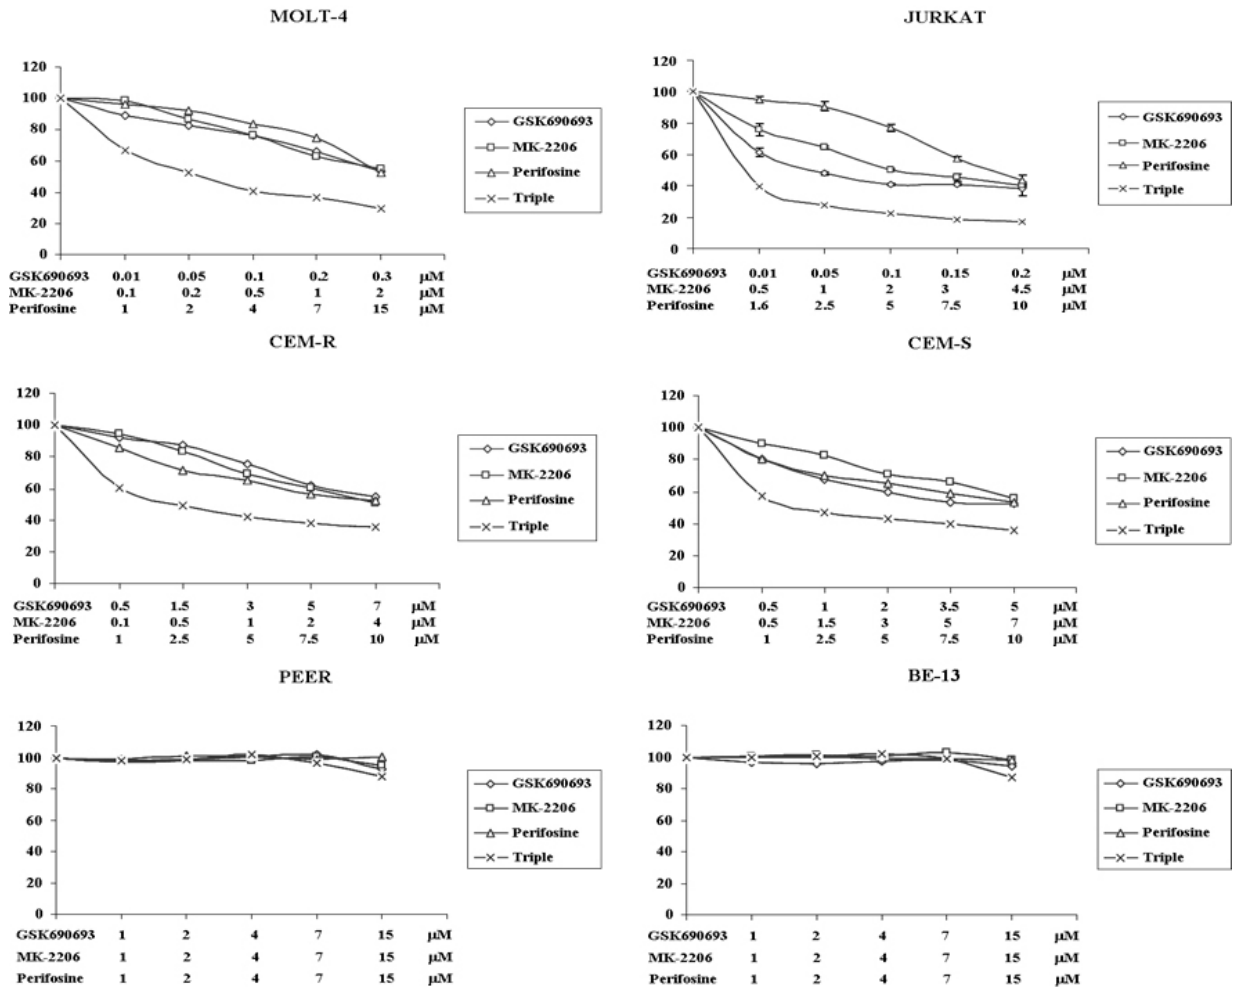 MOLT-4
120
100
80
60
40
20
0
GSK690693
MK-2206
Perifosine
Triple
GSK690693 0.01 0.05 0.1 0.2 0.3 μM
MK-2206 0.1 0.2 0.5 1 2 μM
Perifosine 1 2 4 7 15 μM
JURKAT
120
100
80
60
40
20
0
GSK690693
MK-2206
Perifosine
Triple
GSK690693 0.01 0.05 0.1 0.15 0.2 μM
MK-2206 0.5 1 2 3 4.5 μM
Perifosine 1.6 2.5 5 7.5 10 μM
CEM-R
120
100
80
60
40
20
0
GSK690693
MK-2206
Perifosine
Triple
GSK690693 0.5 1.5 3 5 7 μM
MK-2206 0.1 0.5 1 2 4 μM
Perifosine 1 2.5 5 7.5 10 μM
CEM-S
120
100
80
60
40
20
0
GSK690693
MK-2206
Perifosine
Triple
GSK690693 0.5 1 2 3.5 5 μM
MK-2206 0.5 1.5 3 5 7 μM
Perifosine 1 2.5 5 7.5 10 μM
PEER
120
100
80
60
40
20
0
GSK690693
MK-2206
Perifosine
Triple
GSK690693 1 2 4 7 15 μM
MK-2206 1 2 4 7 15 μM
Perifosine 1 2 4 7 15 μM
BE-13
120
100
80
60
40
20
0
GSK690693
MK-2206
Perifosine
Triple
GSK690693 1 2 4 7 15 μM
MK-2206 1 2 4 7 15 μM
Perifosine 1 2 4 7 15 μM